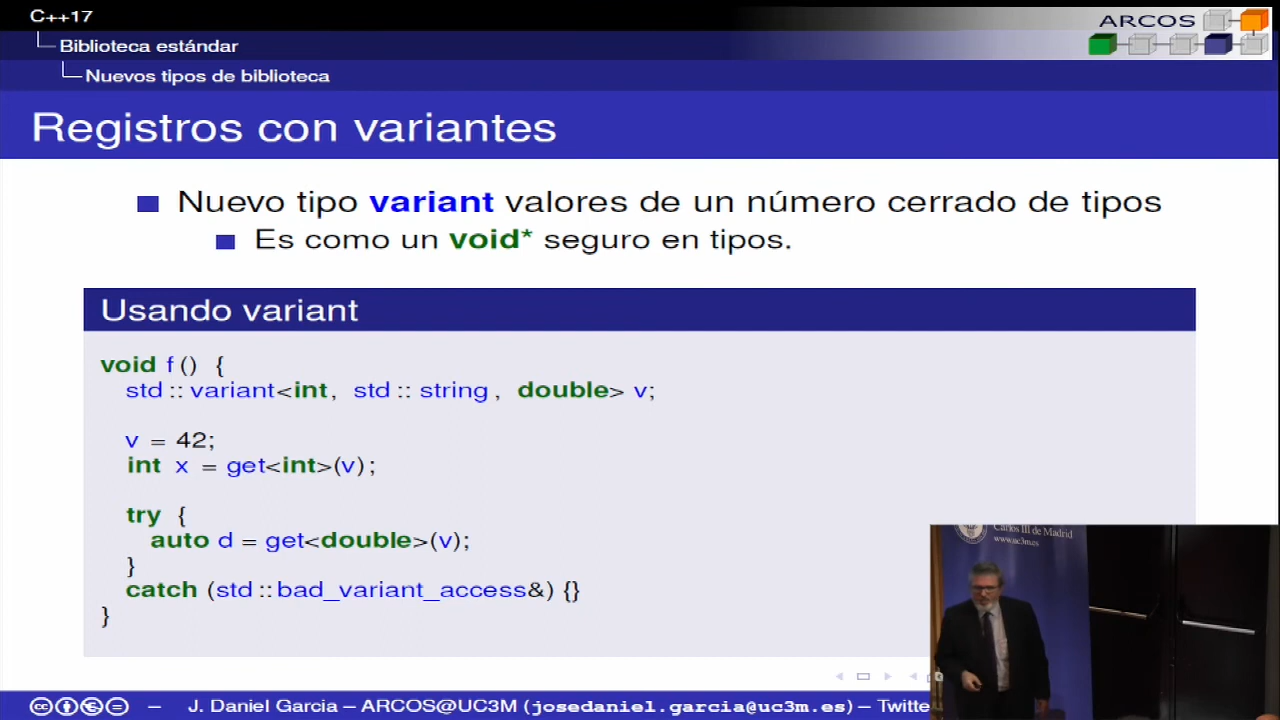 C++17
Biblioteca estándar
Nuevos tipos de biblioteca
ARCOS
Registros con variantes
Nuevo tipo variant valores de un número cerrado de tipos
Es como un void* seguro en tipos.
Usando variant
void f() {
std::variant<int, std::string, double> v;
v = 42;
int x = get<int>(v);
try {
auto d = get<double>(v);
}
catch (std::bad_variant_access&) {}
}
Carlos III de Madrid
www.uc3m.es
cc – J. Daniel Garcia – ARCOS@UC3M (josedaniel.garcia@uc3m.es) – Twitte